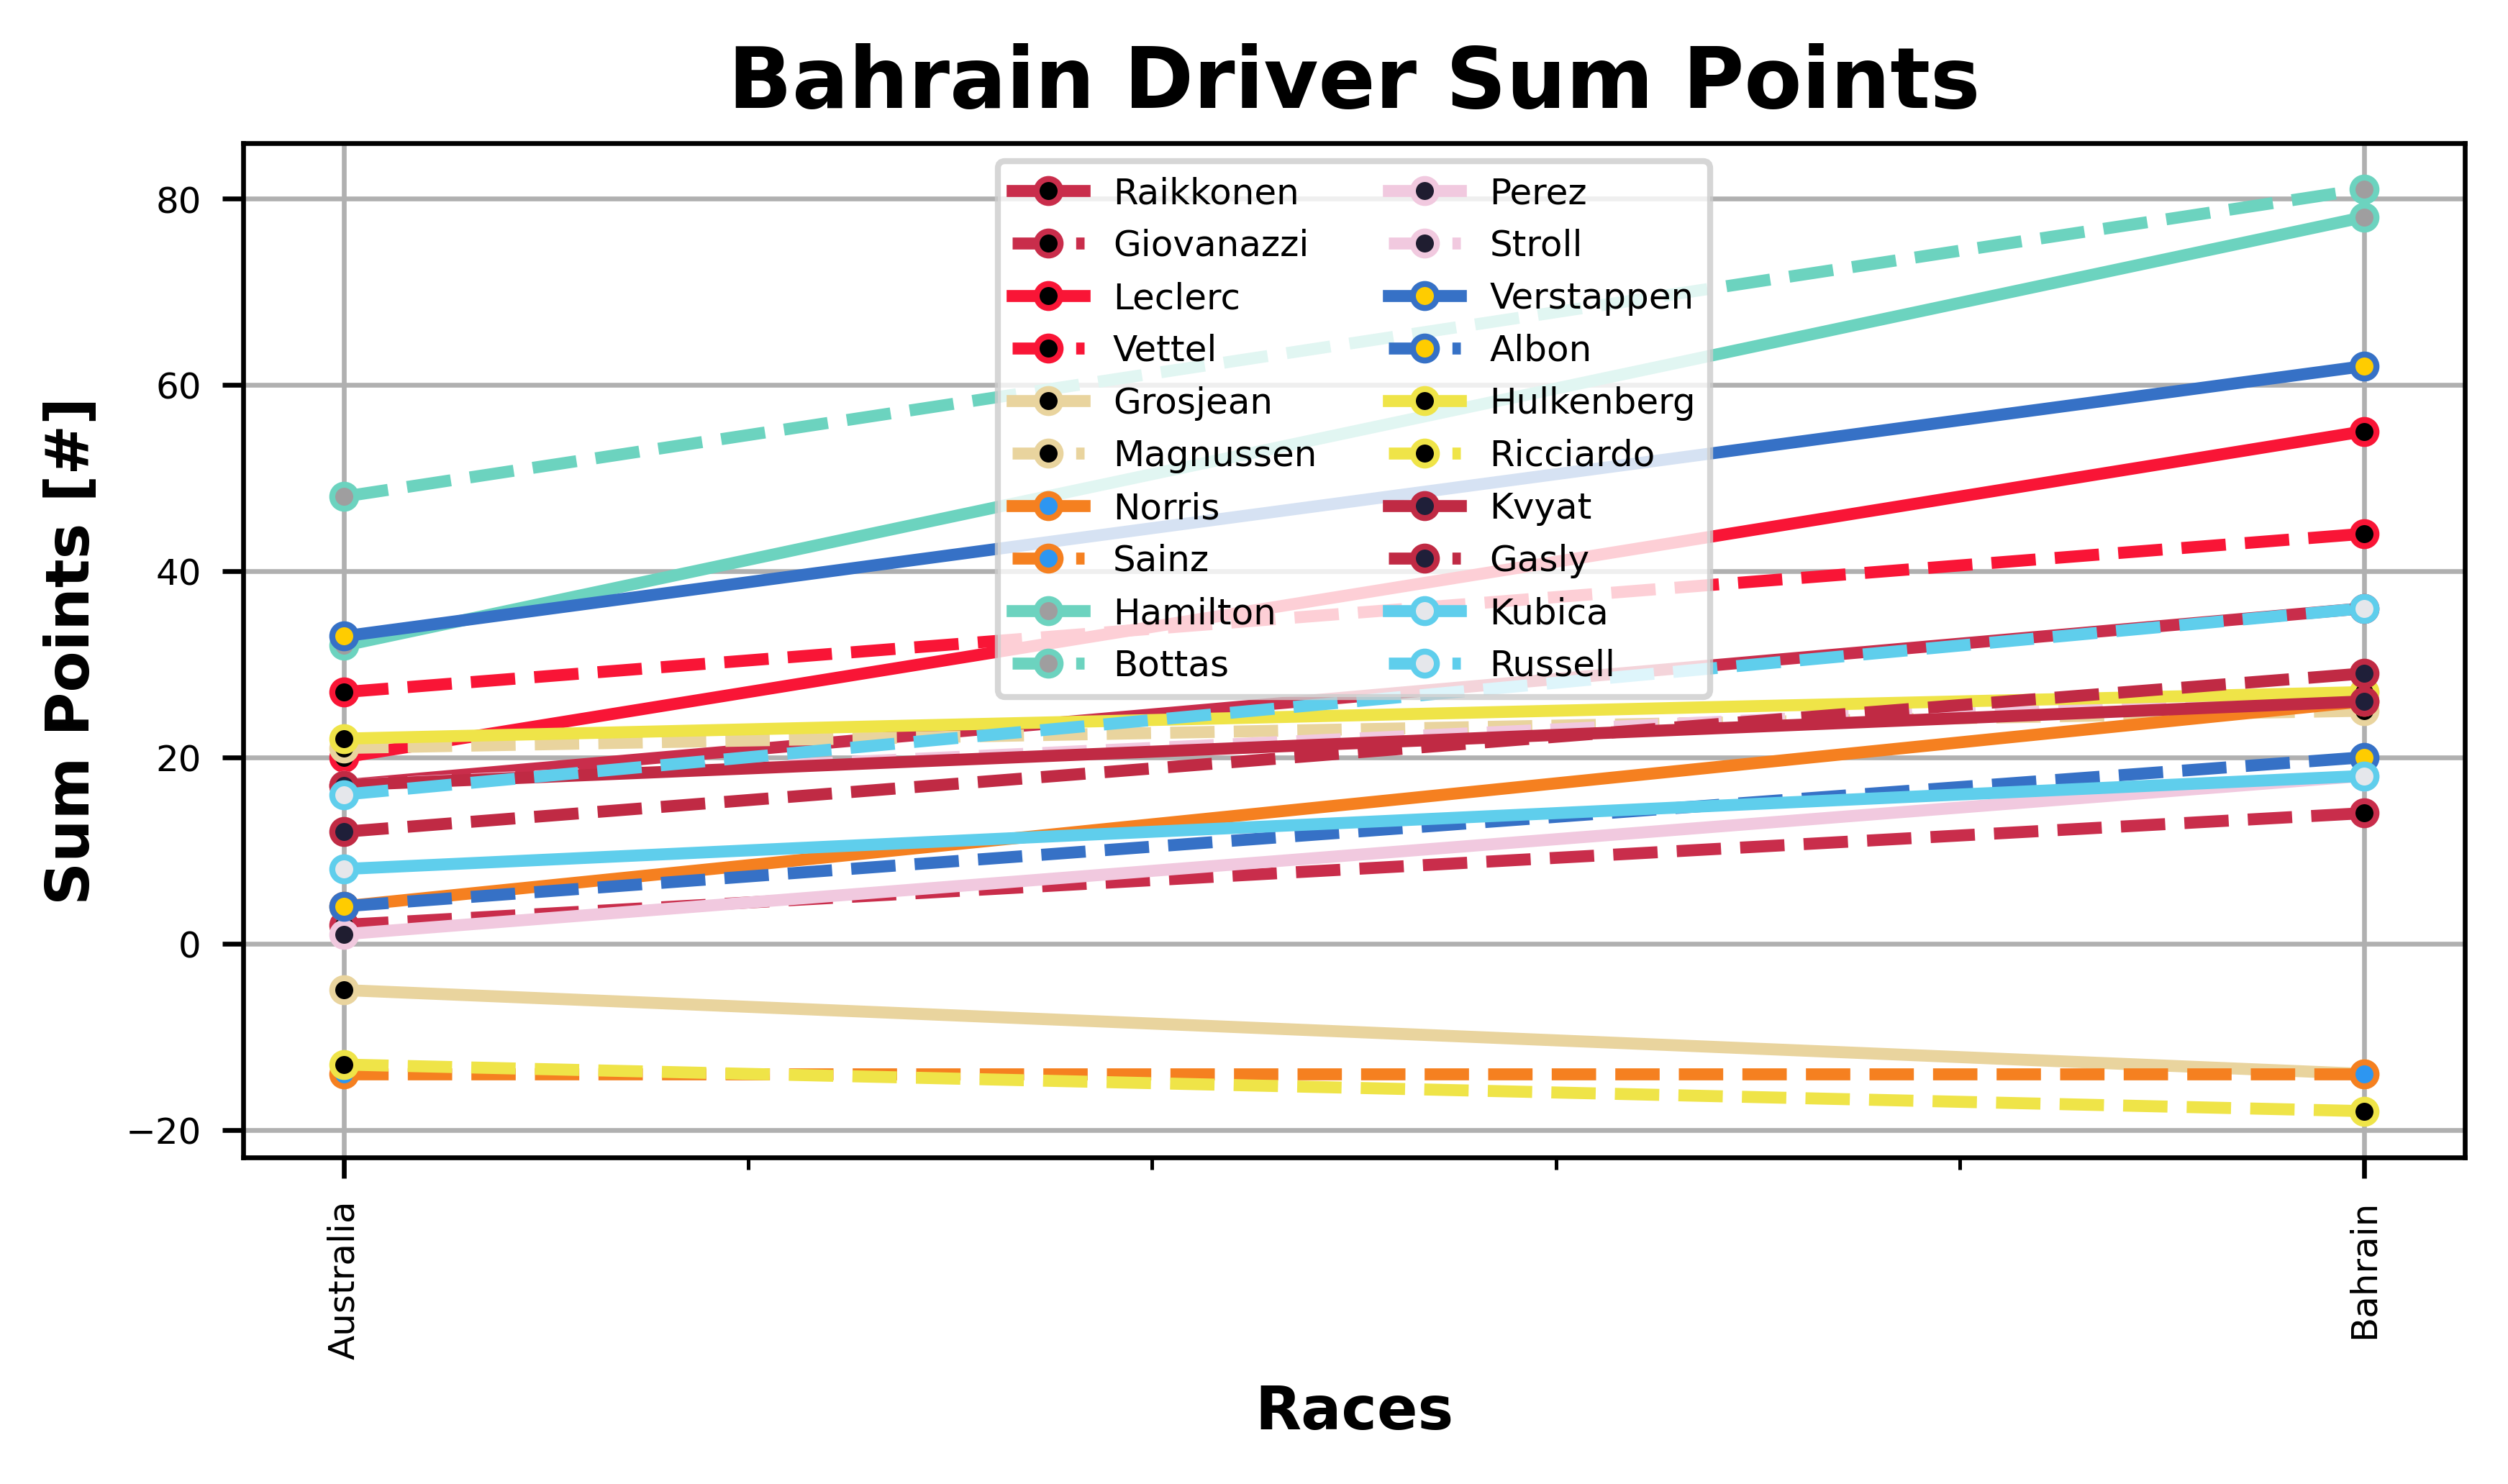 Bahrain Driver Sum Points
Sum Points [#]
80
60
40
20
0
−20
Raikkonen
Giovanazzi
Leclerc
Vettel
Grosjean
Magnussen
Norris
Sainz
Hamilton
Bottas
Perez
Stroll
Verstappen
Albon
Hulkenberg
Ricciardo
Kvyat
Gasly
Kubica
Russell
Australia
Bahrain
Races